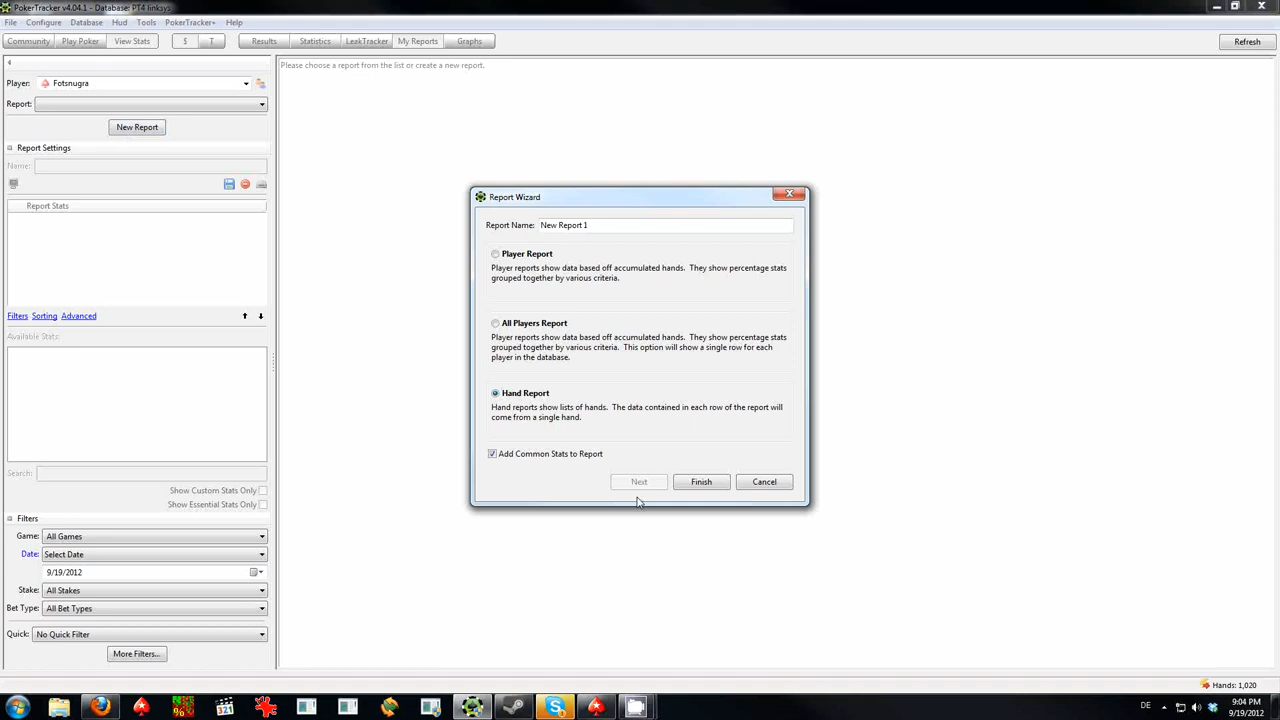 PokerTracker v4.04.1 - Database: PT4 linksys
File Configure Database Hud Tools PokerTracker+ Help
Community Play Poker View Stats $ T Results Statistics LeakTracker My Reports Graphs Refresh
Please choose a report from the list or create a new report.
Player: Fotsnugra
Report:
New Report
Report Settings
Name:
Report Stats
Filters Sorting Advanced
Available Stats:
Search:
Show Custom Stats Only
Show Essential Stats Only
Filters
Game: All Games
Date: Select Date
9/19/2012
Stake: All Stakes
Bet Type: All Bet Types
Quick: No Quick Filter
More Filters...
Report Wizard
Report Name: New Report 1
Player Report
Player reports show data based off accumulated hands. They show percentage stats
grouped together by various criteria.
All Players Report
Player reports show data based off accumulated hands. They show percentage stats
grouped together by various criteria. This option will show a single row for each
player in the database.
Hand Report
Hand reports show lists of hands. The data contained in each row of the report will
come from a single hand.
Add Common Stats to Report
Next Finish Cancel
Hands: 1,020
321
DE
9:04 PM
9/19/2012